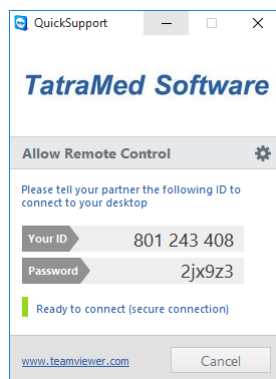 QuickSupport
TatraMed Software
Allow Remote Control
Please tell your partner the following ID to
connect to your desktop
Your ID 801 243 408
Password 2jx9z3
Ready to connect (secure connection)
www.teamviewer.com Cancel